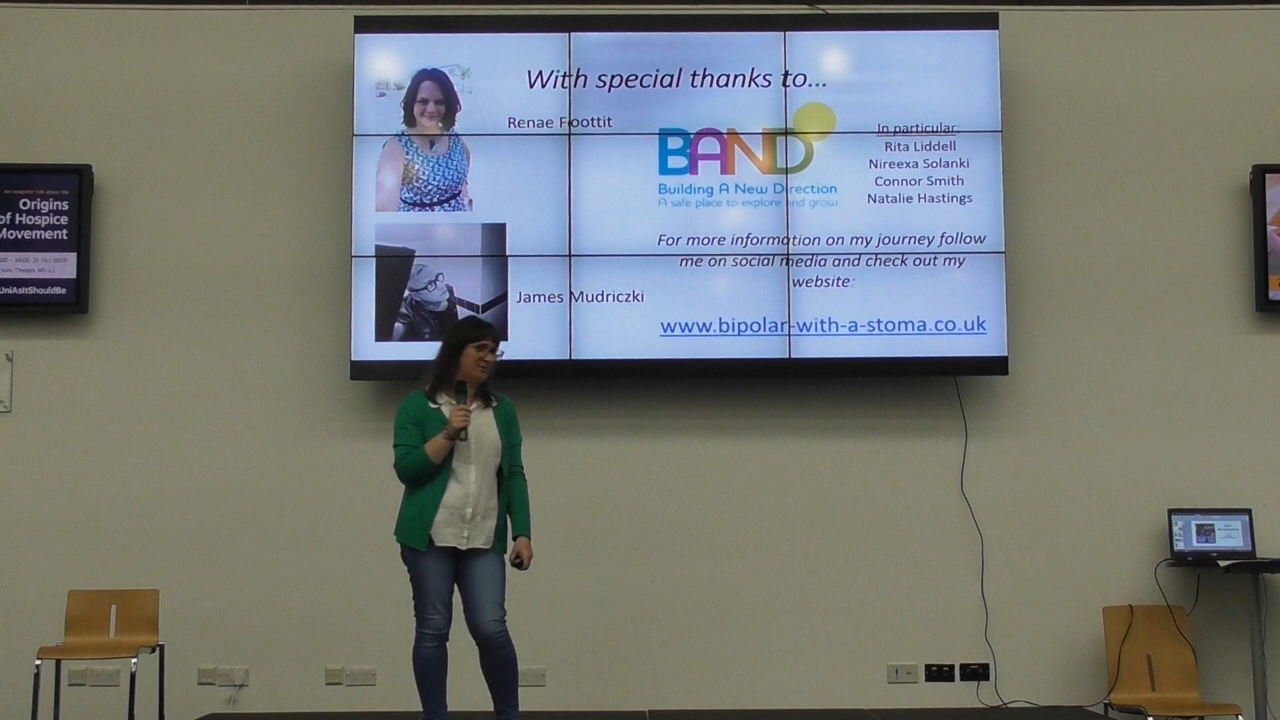 Origins
of Hospice
Movement
UniAsItShouldBe
With special thanks to...
Renae Foottit
James Mudriczki
BAND
Building A New Direction
A safe place to explore and grow
In particular:
Rita Liddell
Nireexa Solanki
Connor Smith
Natalie Hastings
For more information on my journey follow
me on social media and check out my
website:
www.bipolar-with-a-stoma.co.uk